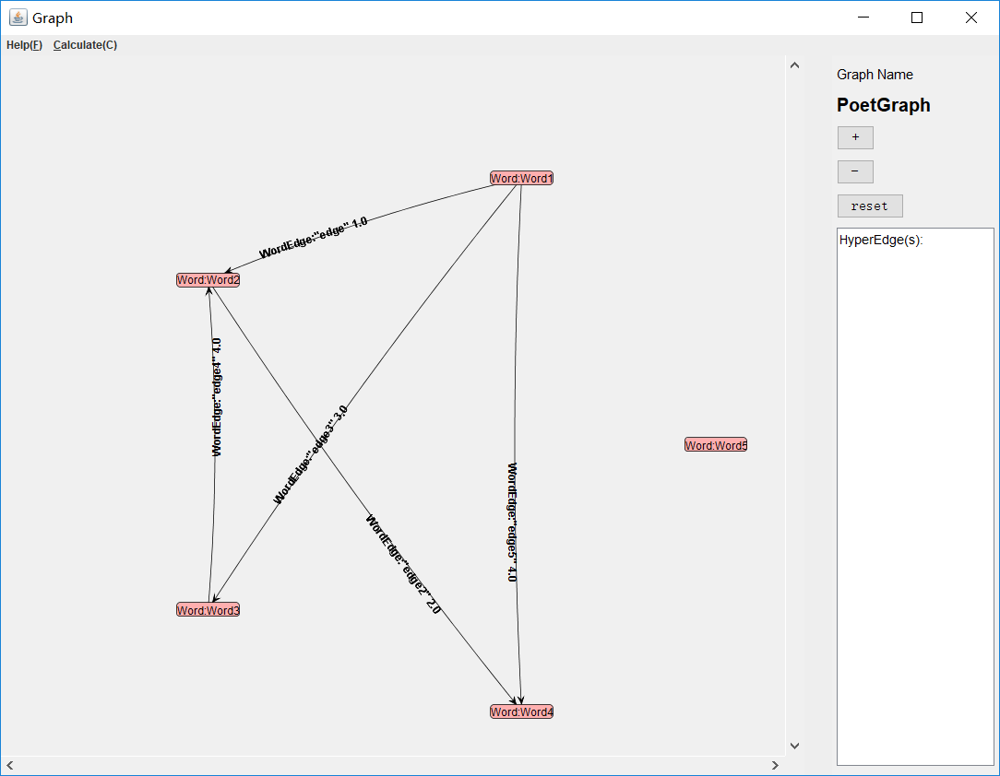 Graph
Help(F) Calculate(C)
Graph Name
PoetGraph
+
−
reset
HyperEdge(s):
Word:Word1
WordEdge:"edge" 1.0
Word:Word2
WordEdge:"edge4" 4.0
WordEdge:"edge3" 3.0
Word:Word5
WordEdge:"edge5" 4.0
WordEdge:"edge2" 2.0
Word:Word3
Word:Word4